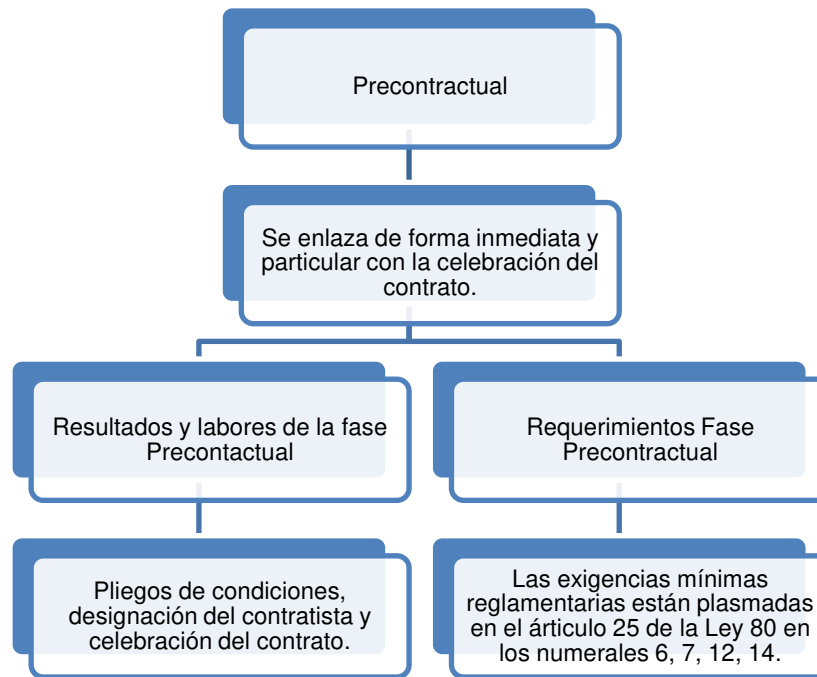 Precontractual
Se enlaza de forma inmediata y
particular con la celebración del
contrato.
Resultados y labores de la fase
Precontactual
Requerimientos Fase
Precontractual
Pliegos de condiciones,
designación del contratista y
celebración del contrato.
Las exigencias mínimas
reglamentarias están plasmadas
en el árticulo 25 de la Ley 80 en
los numerales 6, 7, 12, 14.